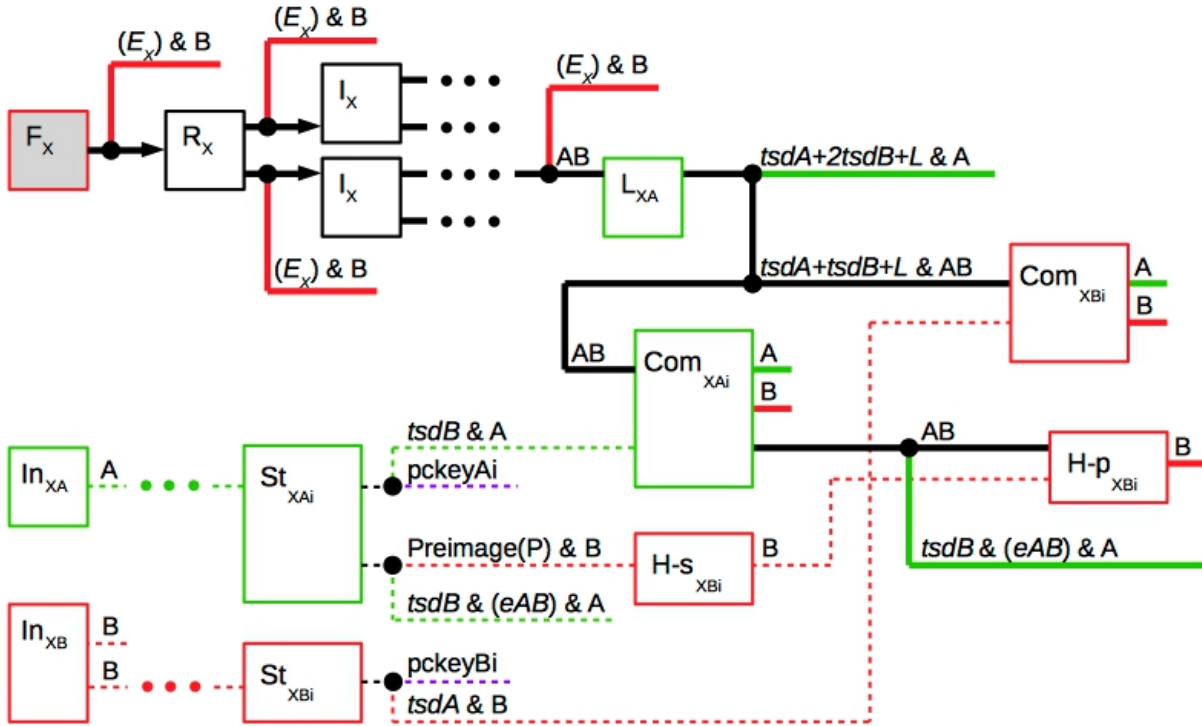 (E_X) & B
(E_X) & B
(E_X) & B
F_X
R_X
I_X
I_X
AB
L_XA
tsdA+2tsdB+L & A
(E_X) & B
tsdA+tsdB+L & AB
Com_XBi
A
B
AB
Com_XAi
A
B
tsdB & A
In_XA
A
St_XAi
pckeyAi
AB
H-p_XBi
B
Preimage(P) & B
H-s_XBi
B
tsdB & (eAB) & A
tsdB & (eAB) & A
In_XB
B
B
St_XBi
pckeyBi
tsdA & B